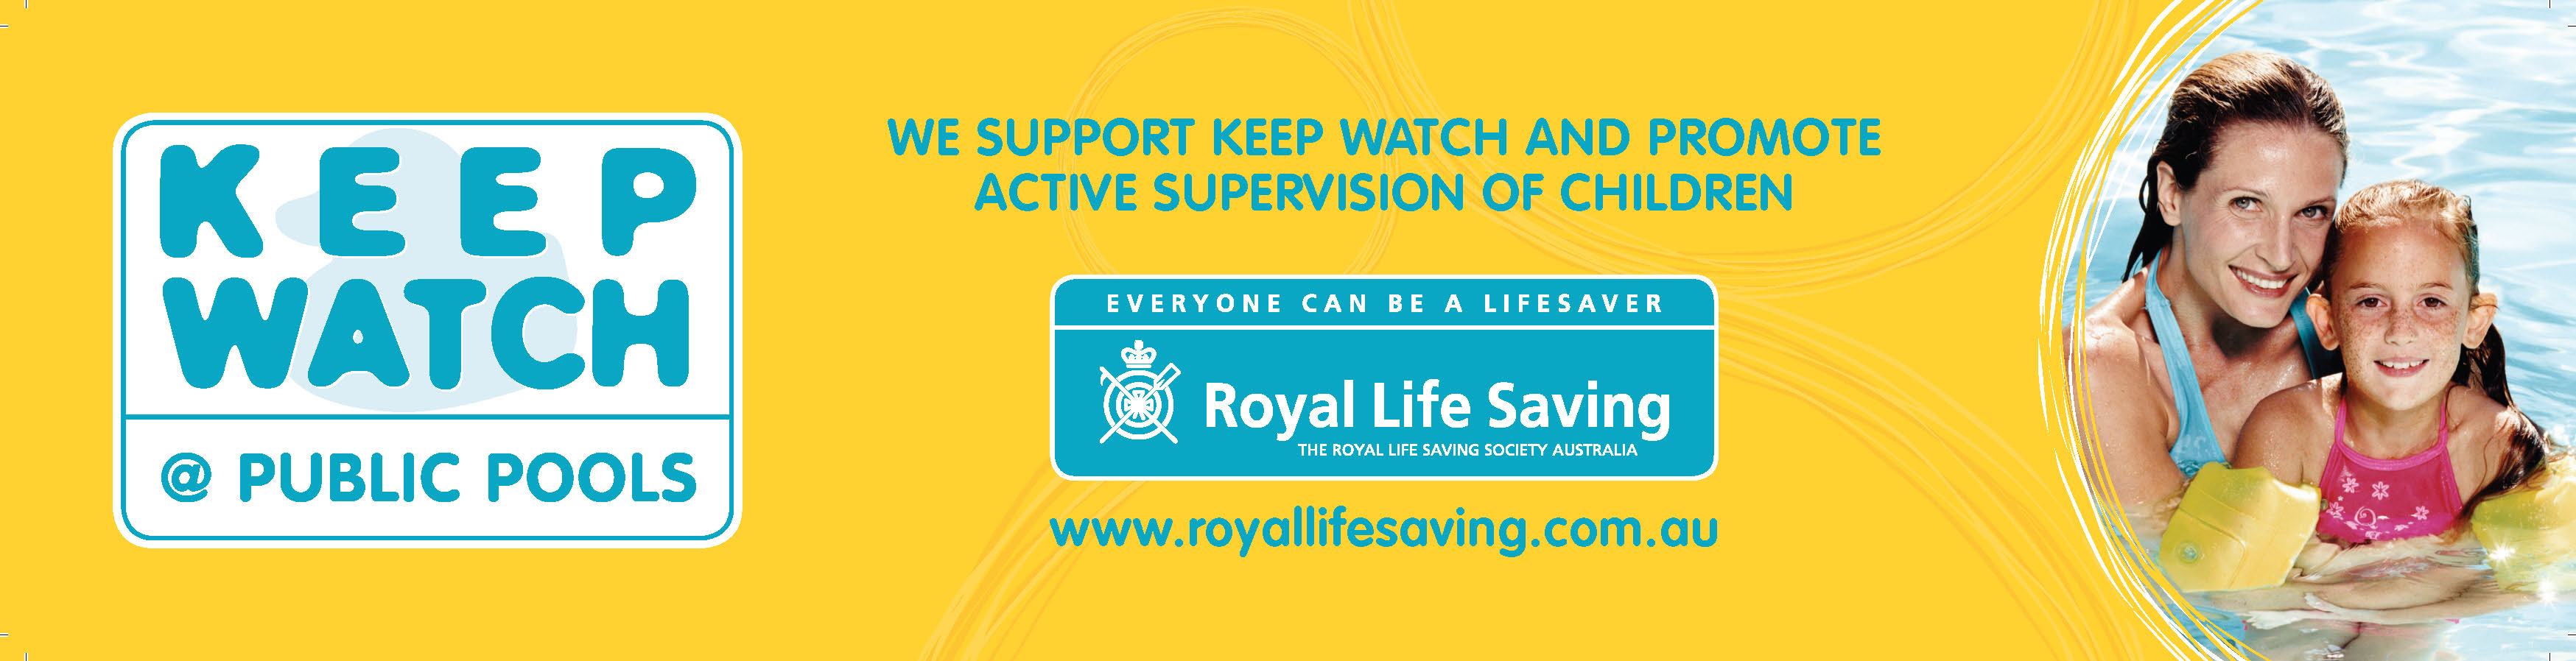 KEEP
WATCH
@ PUBLIC POOLS
WE SUPPORT KEEP WATCH AND PROMOTE
ACTIVE SUPERVISION OF CHILDREN
EVERYONE CAN BE A LIFESAVER
Royal Life Saving
THE ROYAL LIFE SAVING SOCIETY AUSTRALIA
www.royallifesaving.com.au